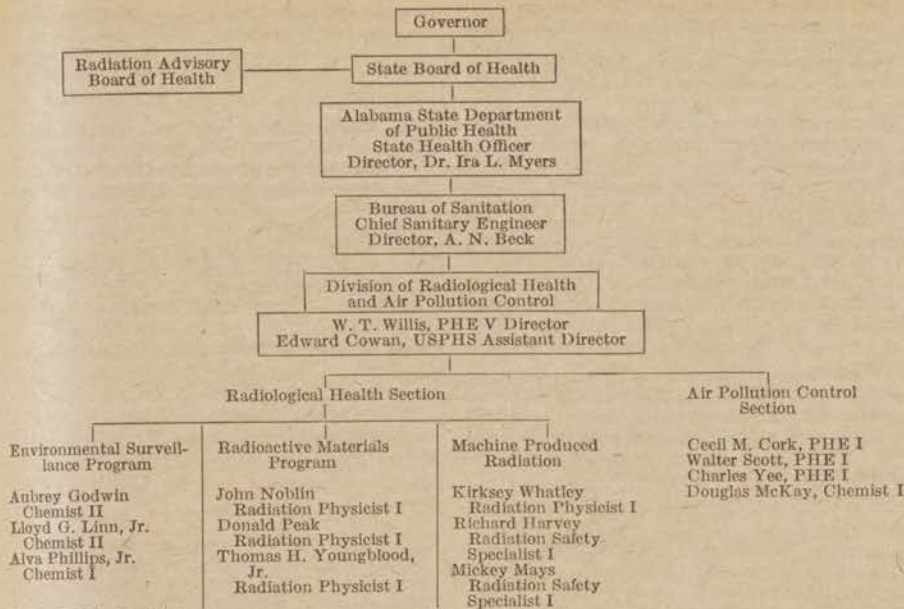 Governor
Radiation Advisory
Board of Health
State Board of Health
Alabama State Department
of Public Health
State Health Officer
Director, Dr. Ira L. Myers
Bureau of Sanitation
Chief Sanitary Engineer
Director, A. N. Beck
Division of Radiological Health
and Air Pollution Control
W. T. Willis, PHE V Director
Edward Cowan, USPHS Assistant Director
Radiological Health Section
Air Pollution Control
Section
Cecil M. Cork, PHE I
Walter Scott, PHE I
Charles Yee, PHE I
Douglas McKay, Chemist I
Environmental Surveil-
lance Program
Aubrey Godwin
Chemist II
Lloyd G. Linn, Jr.
Chemist II
Alva Phillips, Jr.
Chemist I
Radioactive Materials
Program
John Noblin
Radiation Physicist I
Donald Peak
Radiation Physicist I
Thomas H. Youngblood,
Jr.
Radiation Physicist I
Machine Produced
Radiation
Kirksey Whatley
Radiation Physicist I
Richard Harvey
Radiation Safety
Specialist I
Mickey Mays
Radiation Safety
Specialist I